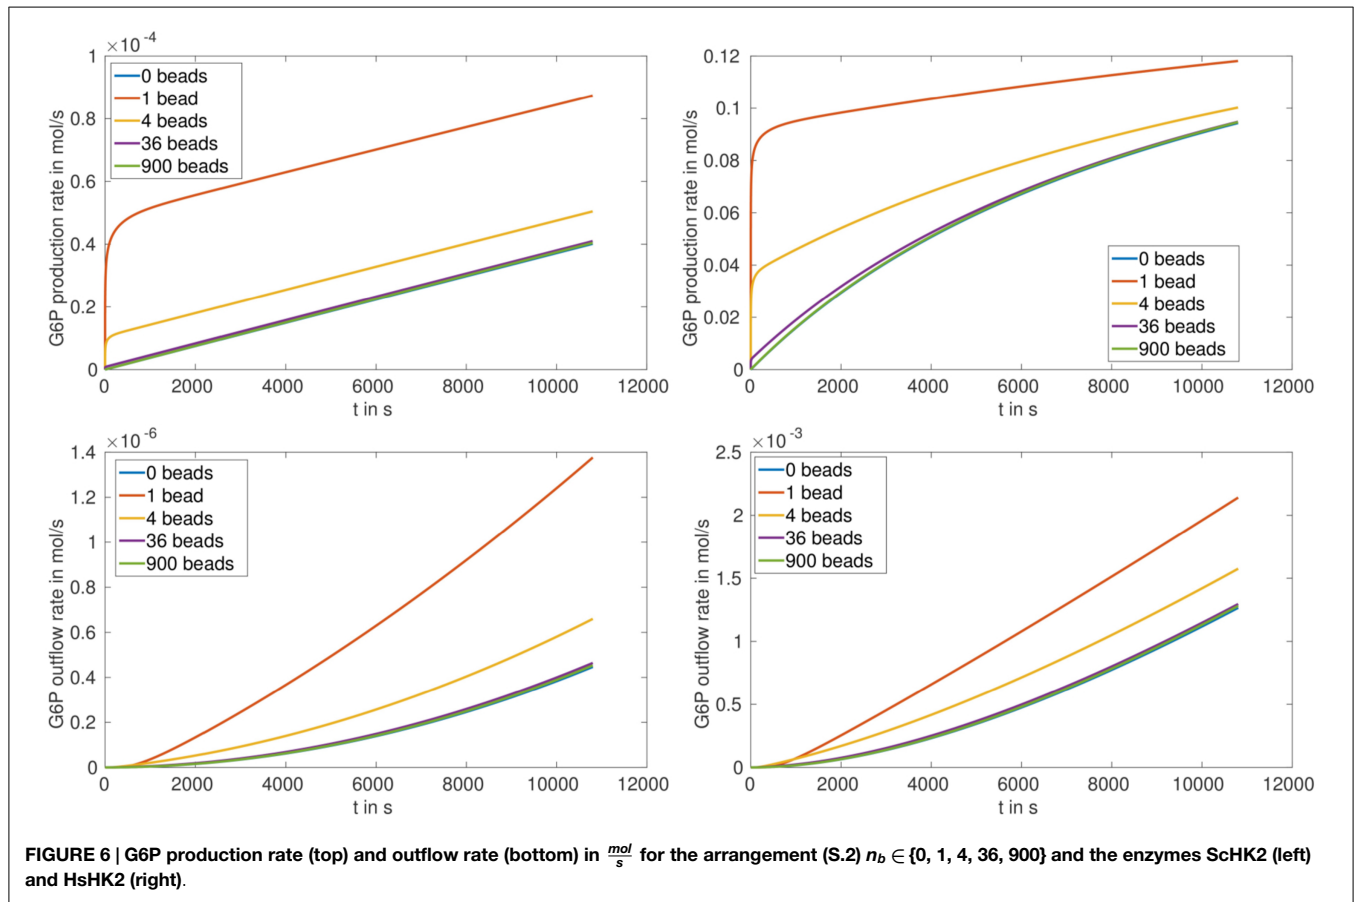 ×10 -4
1
0.8
0.6
0.4
0.2
0
G6P production rate in mol/s
0 beads
1 bead
4 beads
36 beads
900 beads
0 2000 4000 6000 8000 10000 12000
t in s
0.12
0.1
0.08
0.06
0.04
0.02
0
G6P production rate in mol/s
0 beads
1 bead
4 beads
36 beads
900 beads
0 2000 4000 6000 8000 10000 12000
t in s
×10 -6
1.4
1.2
1
0.8
0.6
0.4
0.2
0
G6P outflow rate in mol/s
0 beads
1 bead
4 beads
36 beads
900 beads
0 2000 4000 6000 8000 10000 12000
t in s
×10 -3
2.5
2
1.5
1
0.5
0
G6P outflow rate in mol/s
0 beads
1 bead
4 beads
36 beads
900 beads
0 2000 4000 6000 8000 10000 12000
t in s
FIGURE 6 | G6P production rate (top) and outflow rate (bottom) in mol/s for the arrangement (S.2) n_b ∈ {0, 1, 4, 36, 900} and the enzymes ScHK2 (left)
and HsHK2 (right).